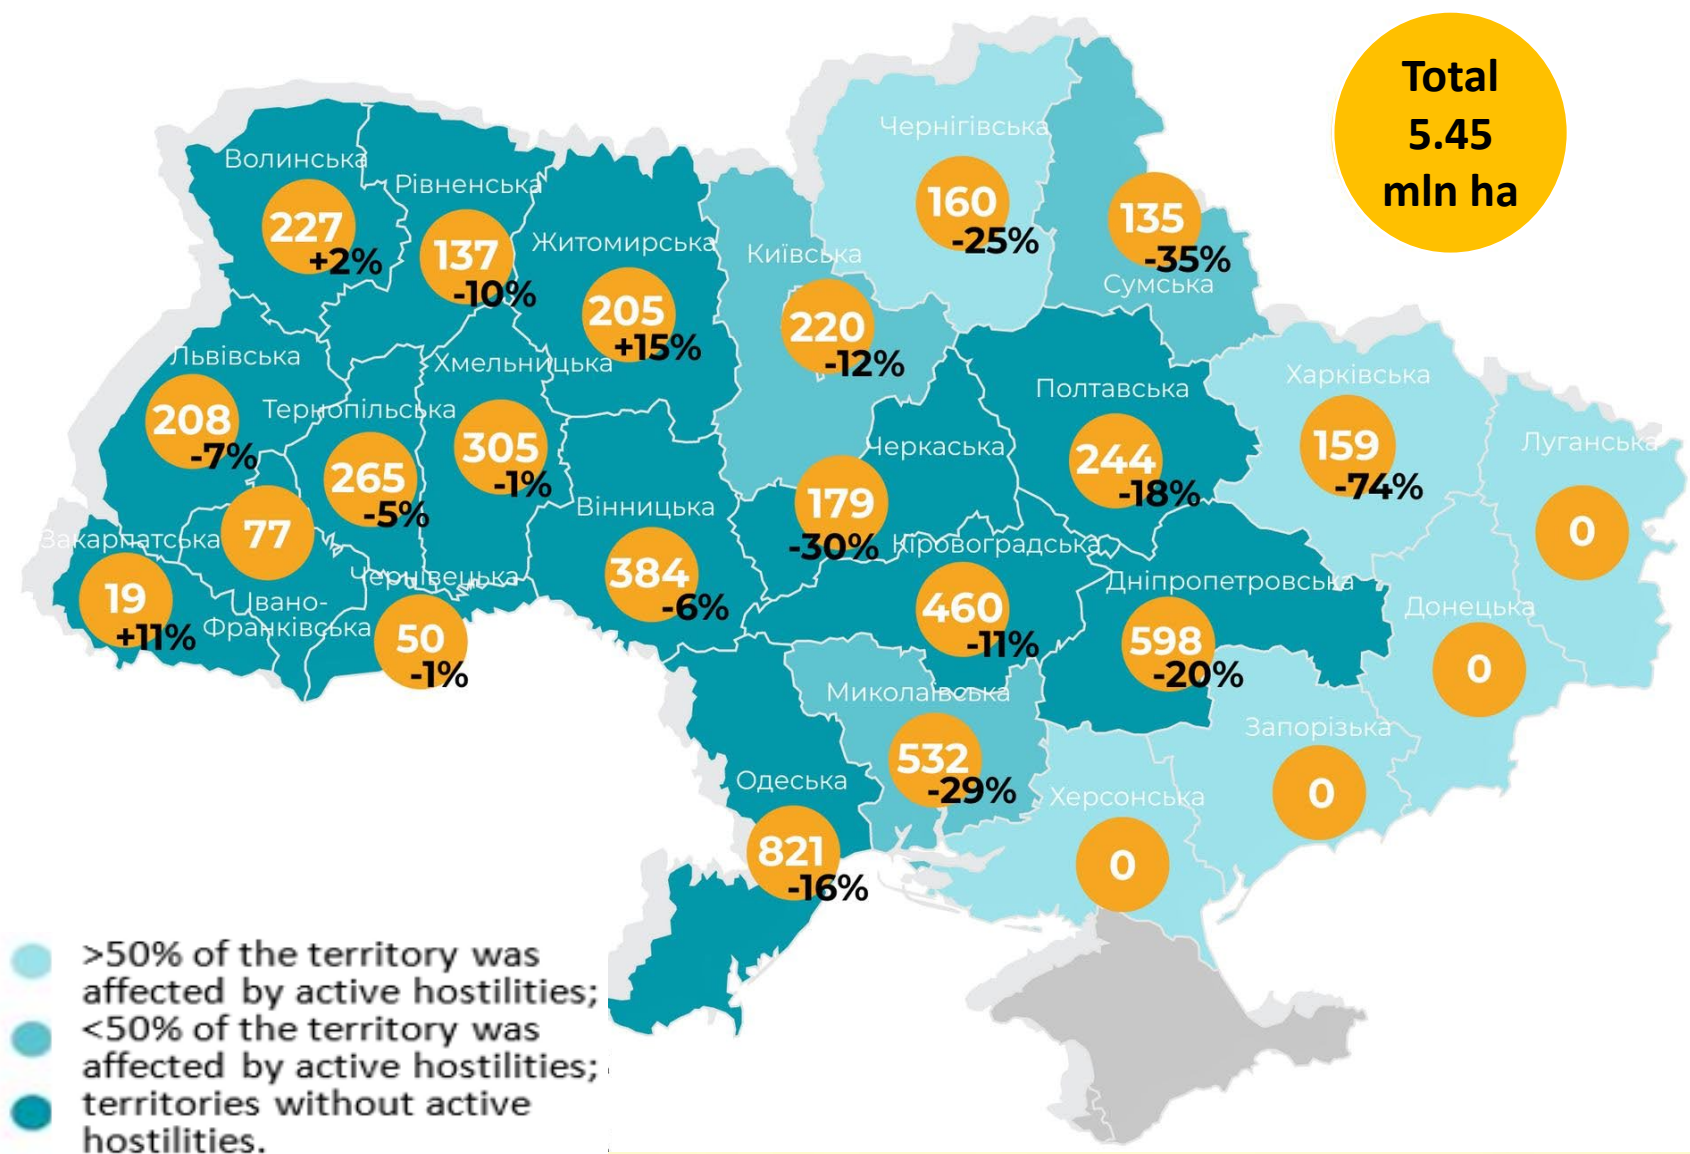 Total
5.45
mln ha
Чернігівська
160
-25%
135
-35%
Сумська
Волинська
227
+2%
Рівненська
137
-10%
Житомирська
205
+15%
Київська
220
-12%
Львівська
208
-7%
Тернопільська
265
-5%
Хмельницька
305
-1%
Вінницька
384
-6%
Черкаська
179
-30%
Полтавська
244
-18%
Харківська
159
-74%
Луганська
0
Закарпатська
19
+11%
77
Івано-
Франківська
Чернівецька
50
-1%
Кіровоградська
460
-11%
Дніпропетровська
598
-20%
Донецька
0
Миколаївська
532
-29%
Запорізька
0
Одеська
821
-16%
Херсонська
0
>50% of the territory was
affected by active hostilities;
<50% of the territory was
affected by active hostilities;
territories without active
hostilities.